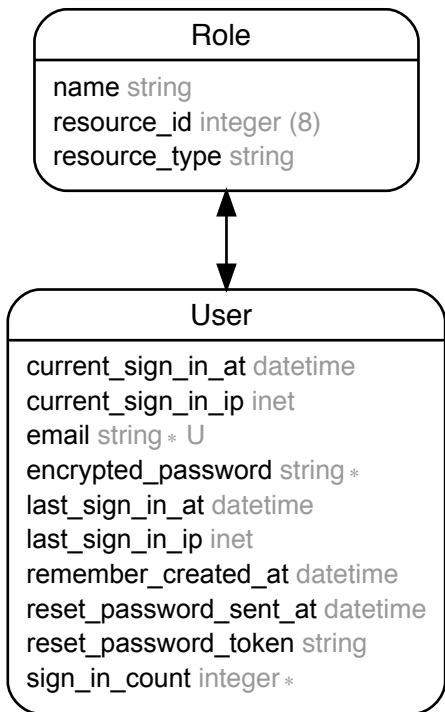 Role
name string
resource_id integer (8)
resource_type string
User
current_sign_in_at datetime
current_sign_in_ip inet
email string ∗ U
encrypted_password string ∗
last_sign_in_at datetime
last_sign_in_ip inet
remember_created_at datetime
reset_password_sent_at datetime
reset_password_token string
sign_in_count integer ∗